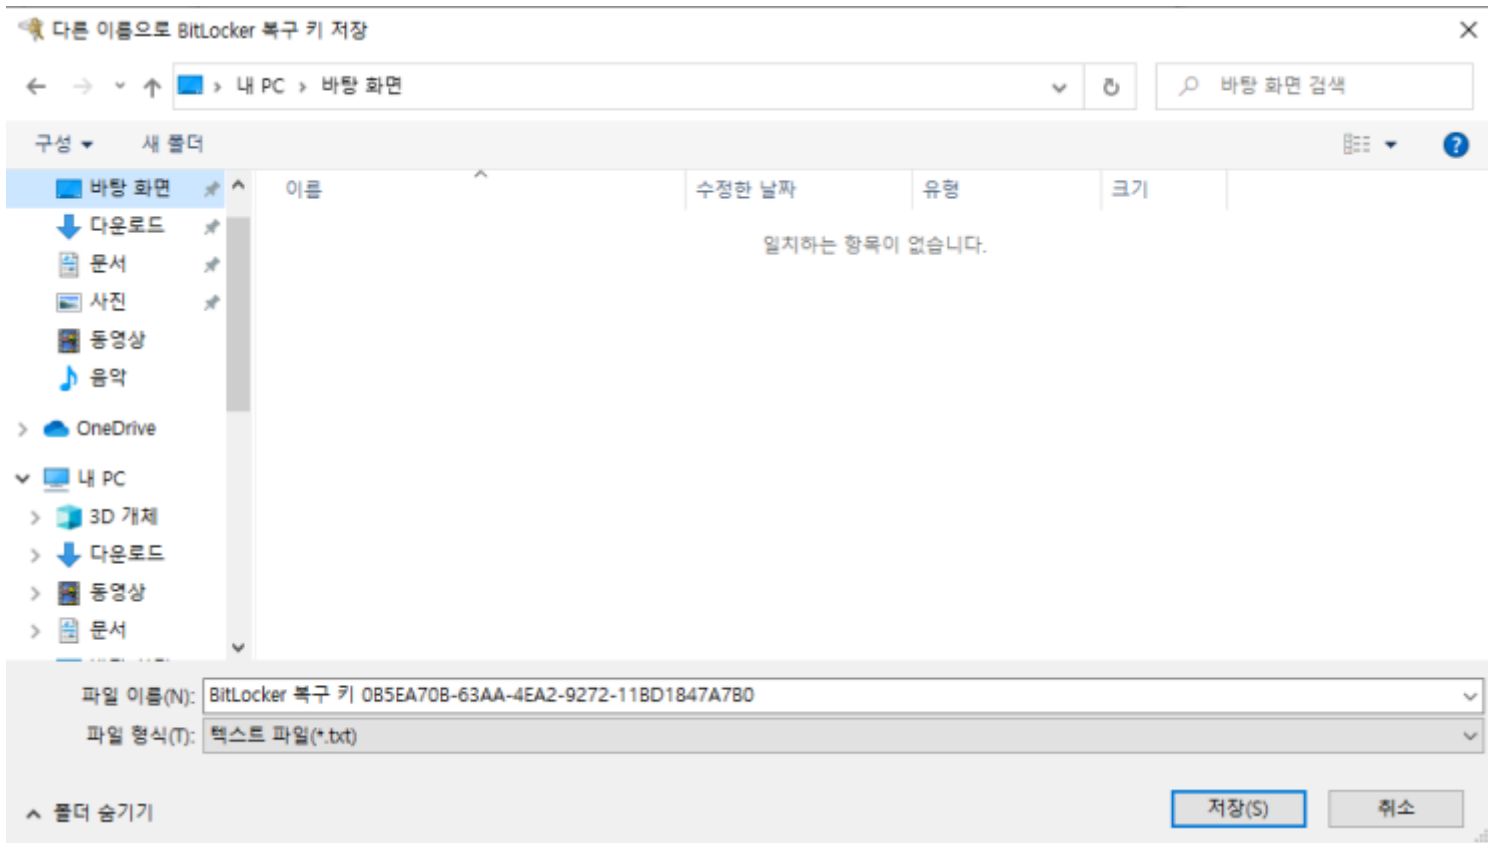 다른 이름으로 BitLocker 복구 키 저장
내 PC > 바탕 화면
바탕 화면 검색
구성
새 폴더
이름 수정한 날짜 유형 크기
일치하는 항목이 없습니다.
바탕 화면
다운로드
문서
사진
동영상
음악
OneDrive
내 PC
3D 개체
다운로드
동영상
문서
파일 이름(N): BitLocker 복구 키 0B5EA70B-63AA-4EA2-9272-11BD1847A7B0
파일 형식(T): 텍스트 파일(*.txt)
폴더 숨기기
저장(S)
취소